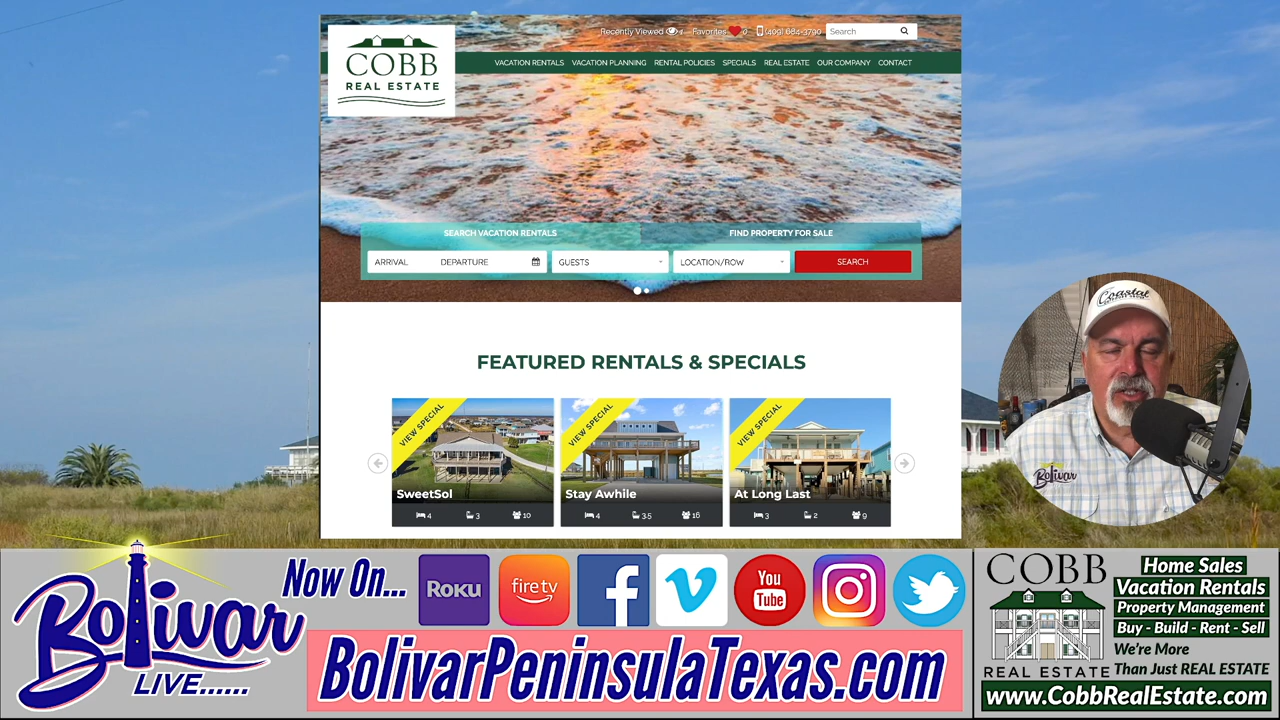 Recently Viewed
Favorites 0
(409) 684-3790
Search
COBB
REAL ESTATE
VACATION RENTALS VACATION PLANNING RENTAL POLICIES SPECIALS REAL ESTATE OUR COMPANY CONTACT
SEARCH VACATION RENTALS
FIND PROPERTY FOR SALE
ARRIVAL DEPARTURE GUESTS LOCATION/ROW SEARCH
FEATURED RENTALS & SPECIALS
VIEW SPECIAL
VIEW SPECIAL
VIEW SPECIAL
SweetSol
Stay Awhile
At Long Last
4 3 10
4 3.5 16
3 2 9
Coastal
Bolivar
Bolivar
LIVE......
Now On...
Roku
fire tv
You
Tube
BolivarPeninsulaTexas.com
COBB
REAL ESTATE
Home Sales
Vacation Rentals
Property Management
Buy - Build - Rent - Sell
We're More
Than Just REAL ESTATE
www.CobbRealEstate.com